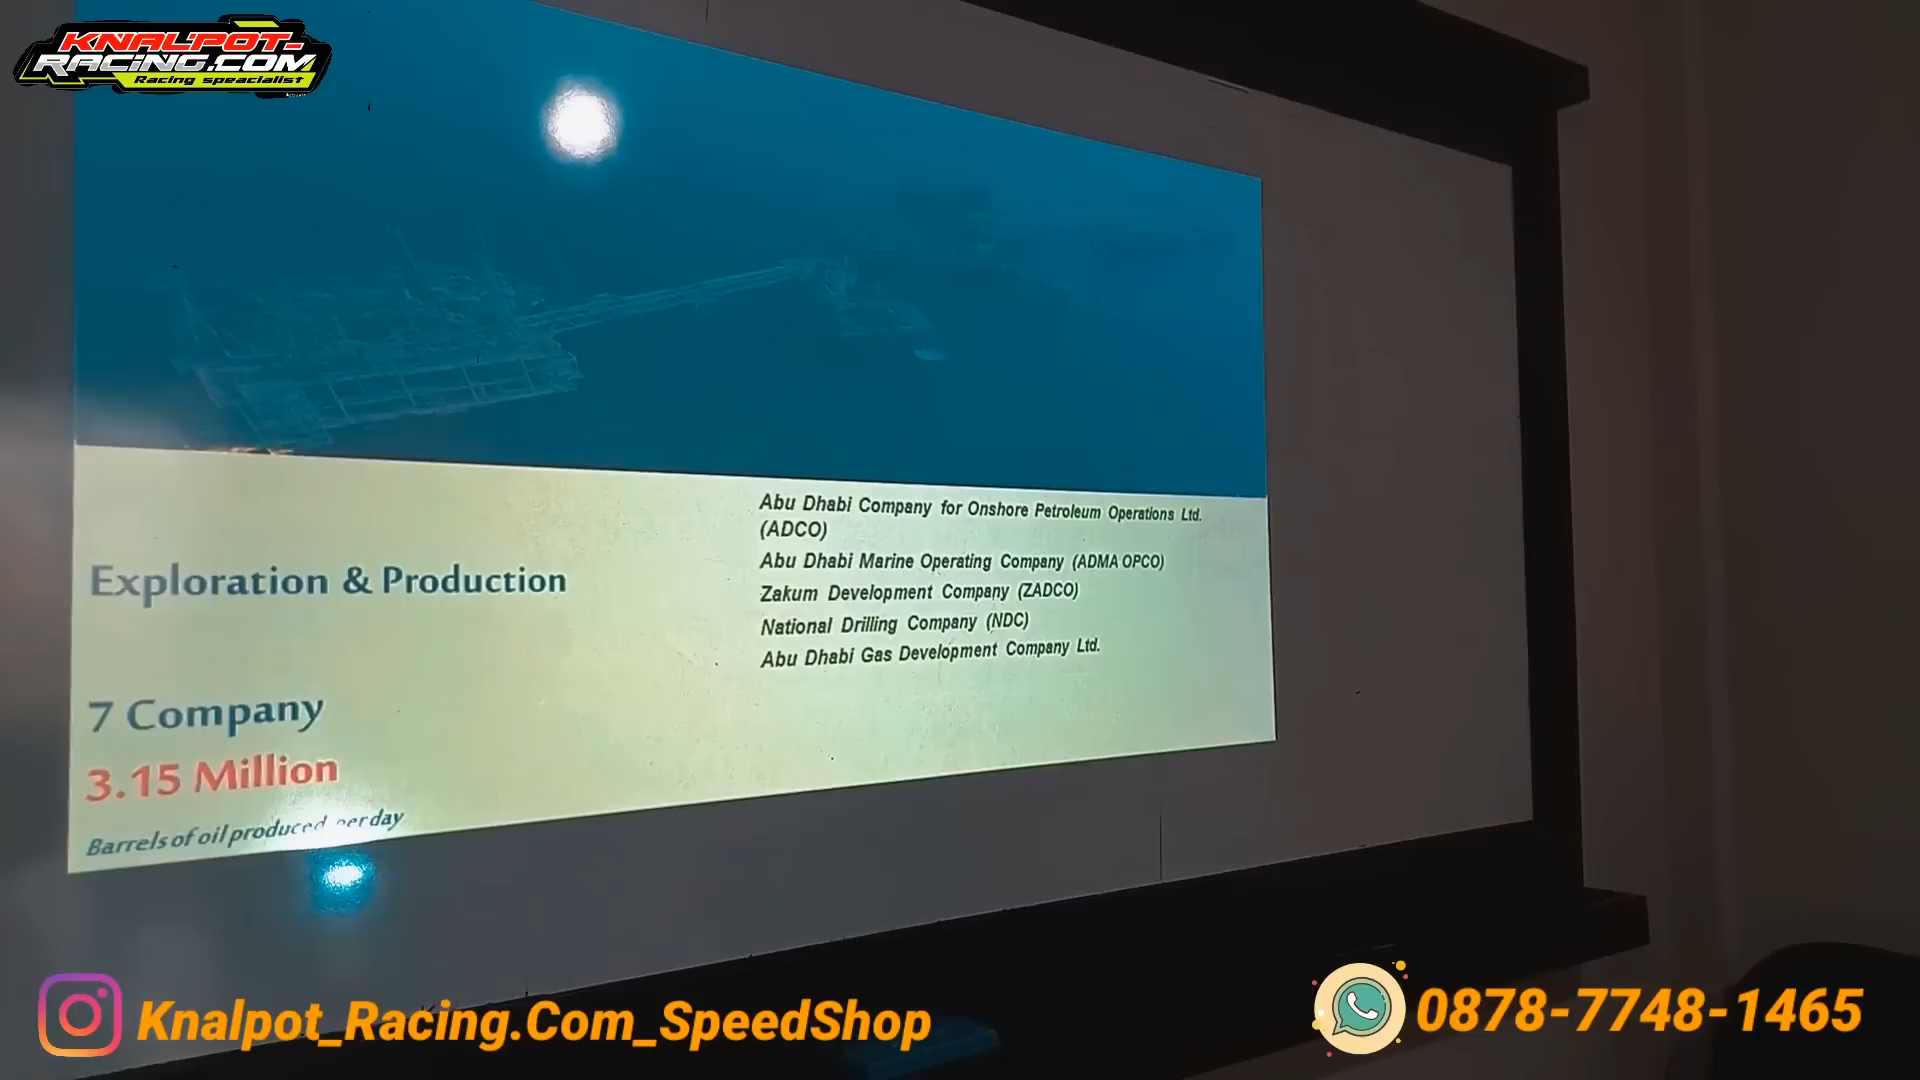 KNALPOT-
RACING.COM
Racing speacialist
Exploration & Production
7 Company
3.15 Million
Barrels of oil produced per day
Abu Dhabi Company for Onshore Petroleum Operations Ltd.
(ADCO)
Abu Dhabi Marine Operating Company (ADMA OPCO)
Zakum Development Company (ZADCO)
National Drilling Company (NDC)
Abu Dhabi Gas Development Company Ltd.
Knalpot_Racing.Com_SpeedShop
0878-7748-1465